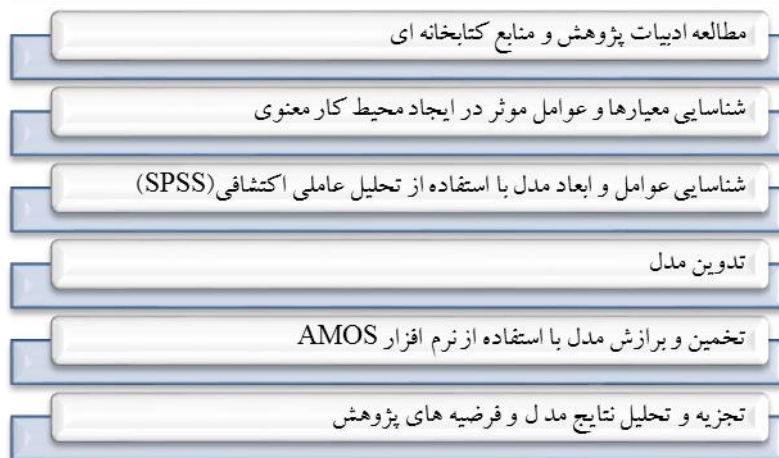 مطالعه ادبیات پژوهش و منابع کتابخانه ای
شناسایی معیارها و عوامل موثر در ایجاد محیط کار معنوی
شناسایی عوامل و ابعاد مدل با استفاده از تحلیل عاملی اکتشافی(SPSS)
تدوین مدل
تخمین و برازش مدل با استفاده از نرم افزار AMOS
تجزیه و تحلیل نتایج مدل و فرضیه های پژوهش